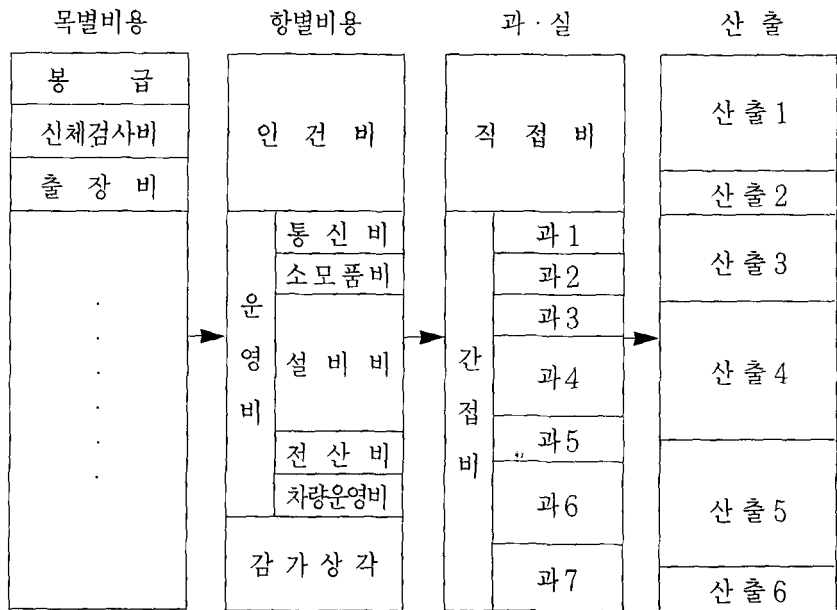 목별비용
봉 급
신체검사비
출 장 비
항별비용
인 건 비
운영비
통 신 비
소모품비
설 비 비
전 산 비
차량운영비
감 가 상 각
과 · 실
직 접 비
간접비
과 1
과 2
과 3
과 4
과 5
과 6
과 7
산 출
산 출 1
산 출 2
산 출 3
산 출 4
산 출 5
산 출 6